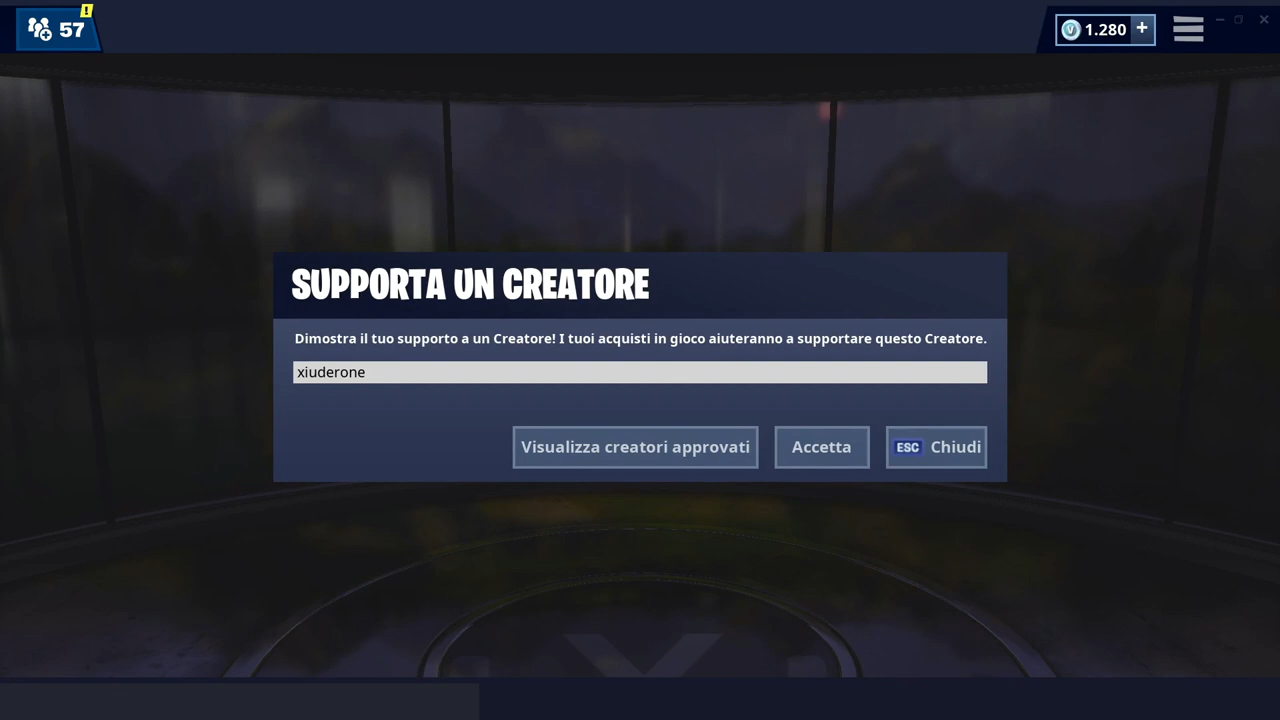 !
57
1.280 +
SUPPORTA UN CREATORE
Dimostra il tuo supporto a un Creatore! I tuoi acquisti in gioco aiuteranno a supportare questo Creatore.
xiuderone
Visualizza creatori approvati
Accetta
ESC Chiudi